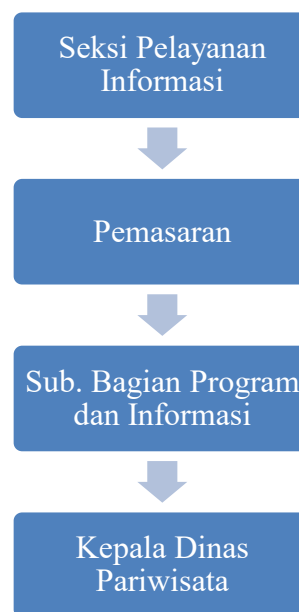 Seksi Pelayanan
Informasi
Pemasaran
Sub. Bagian Program
dan Informasi
Kepala Dinas
Pariwisata